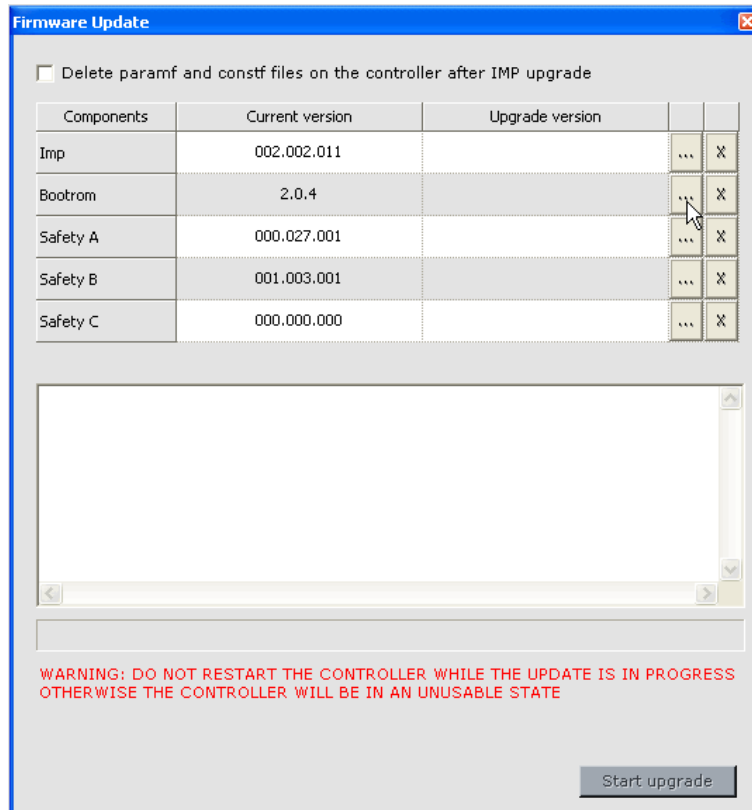 Firmware Update
Delete paramf and constf files on the controller after IMP upgrade
Components Current version Upgrade version
Imp 002.002.011 ... X
Bootrom 2.0.4 ... X
Safety A 000.027.001 ... X
Safety B 001.003.001 ... X
Safety C 000.000.000 ... X
WARNING: DO NOT RESTART THE CONTROLLER WHILE THE UPDATE IS IN PROGRESS
OTHERWISE THE CONTROLLER WILL BE IN AN UNUSABLE STATE
Start upgrade